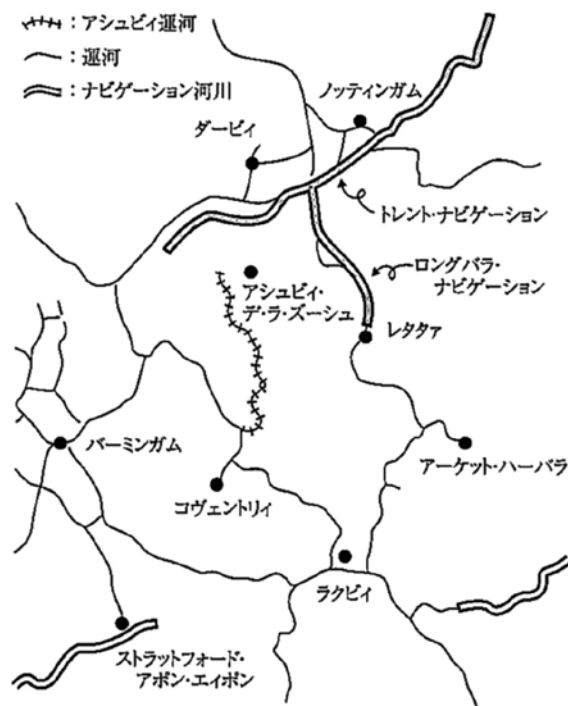 ：アシュビィ運河
：運河
：ナビゲーション河川
ノッティンガム
ダービィ
トレント・ナビゲーション
ロングバラ・
ナビゲーション
アシュビィ・
デ・ラ・ズーシュ
レタタァ
バーミンガム
アーケット・ハーバラ
コヴェントリィ
ラクビィ
ストラットフォード・
アポン・エィボン